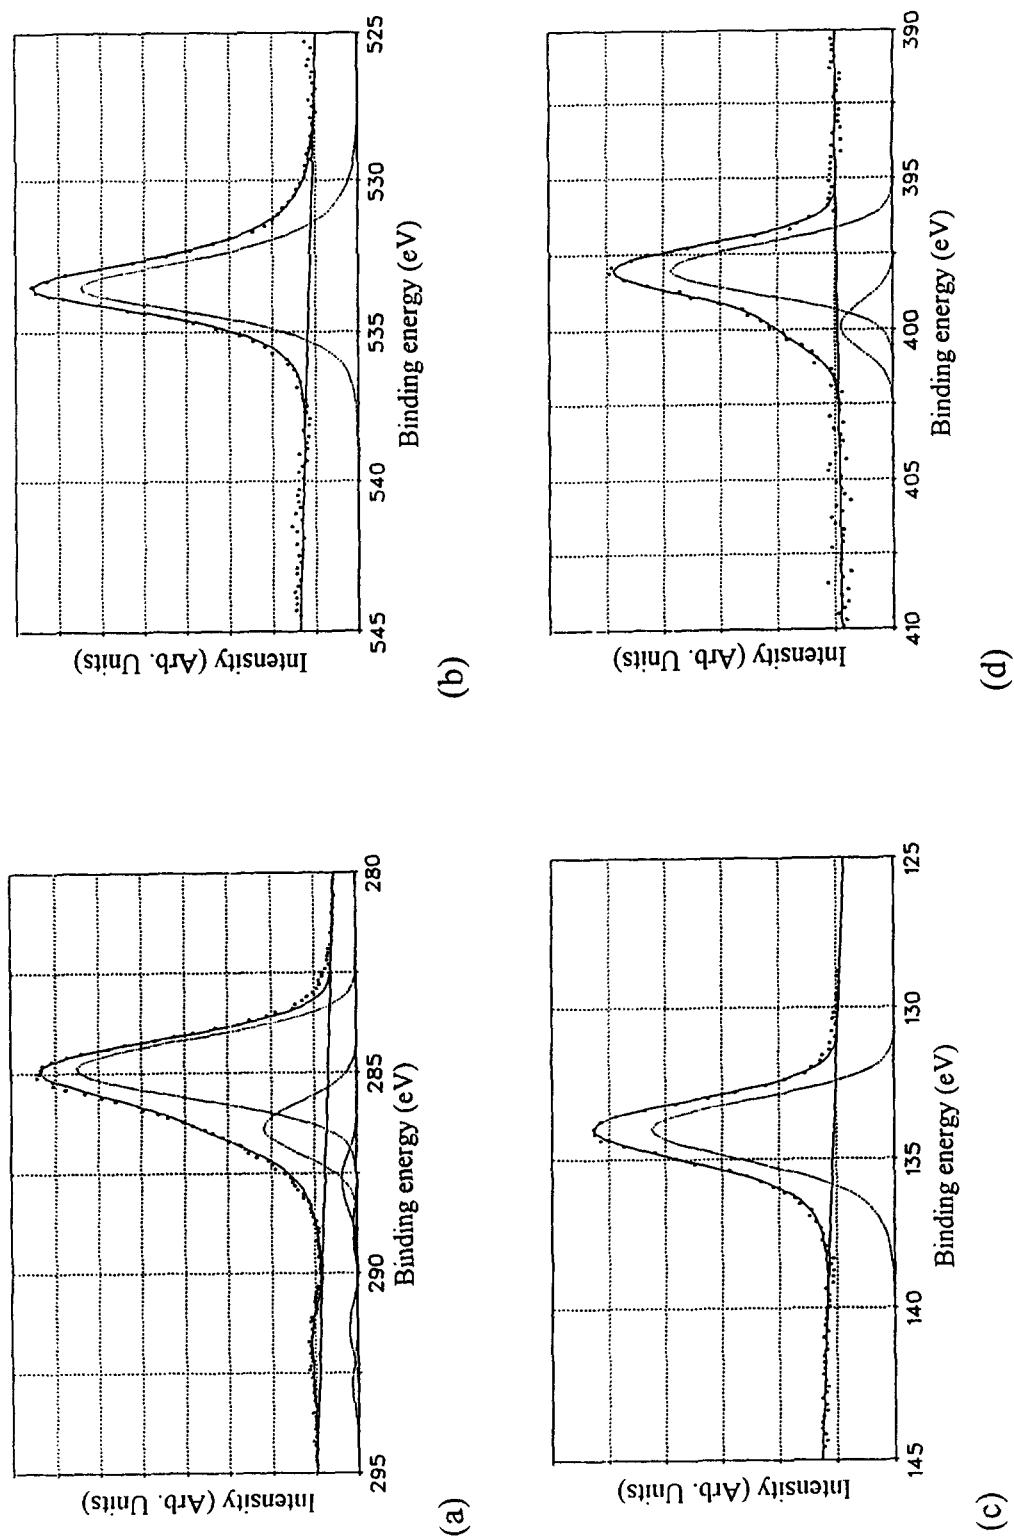 Intensity (Arb. Units)
295
290
285
280
Binding energy (eV)
(a)
Intensity (Arb. Units)
545
540
535
530
525
Binding energy (eV)
(b)
Intensity (Arb. Units)
145
140
135
130
125
Binding energy (eV)
(c)
Intensity (Arb. Units)
410
405
400
395
390
Binding energy (eV)
(d)